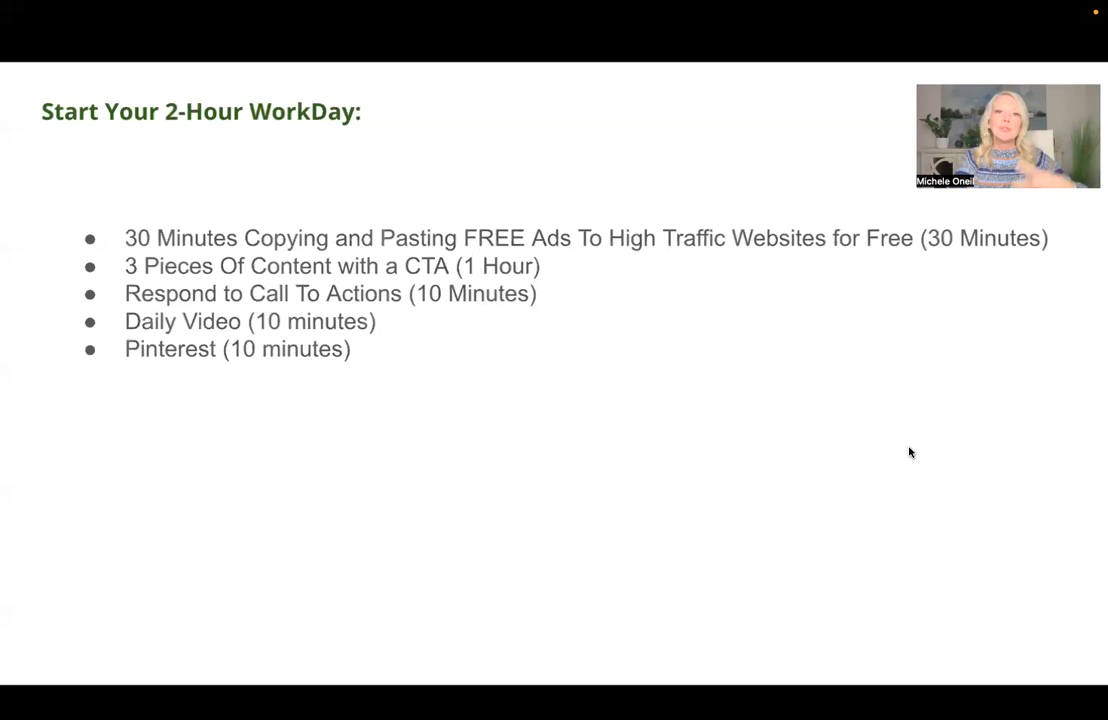 Start Your 2-Hour WorkDay:
Michele Oneil
● 30 Minutes Copying and Pasting FREE Ads To High Traffic Websites for Free (30 Minutes)
● 3 Pieces Of Content with a CTA (1 Hour)
● Respond to Call To Actions (10 Minutes)
● Daily Video (10 minutes)
● Pinterest (10 minutes)